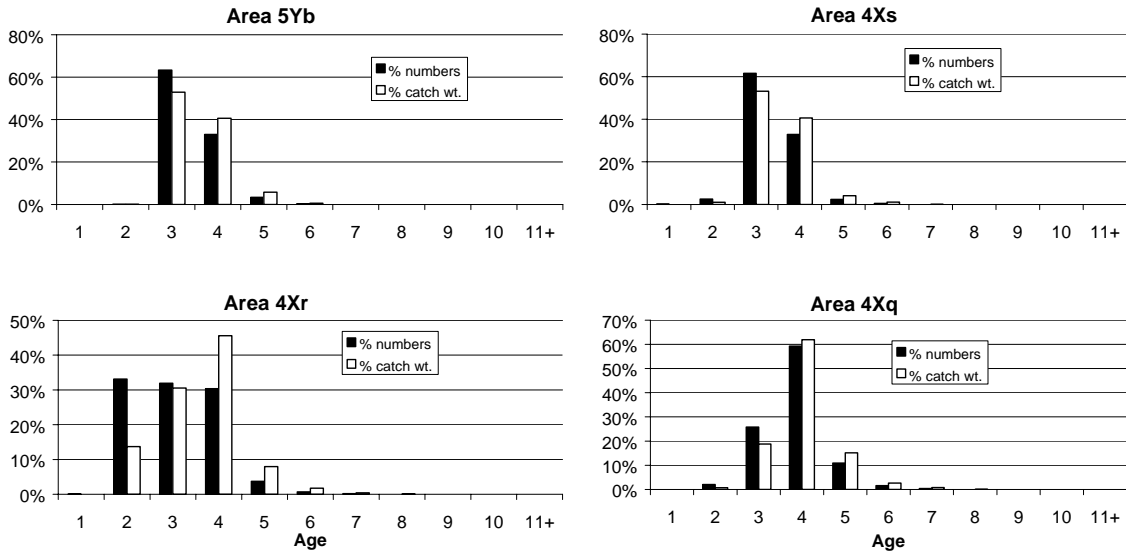 Area 5Yb
80%
60%
40%
20%
0%
% numbers
% catch wt.
1 2 3 4 5 6 7 8 9 10 11+
Area 4Xs
80%
60%
40%
20%
0%
% numbers
% catch wt.
1 2 3 4 5 6 7 8 9 10 11+
Area 4Xr
50%
40%
30%
20%
10%
0%
% numbers
% catch wt.
1 2 3 4 5 6 7 8 9 10 11+
Age
Area 4Xq
70%
60%
50%
40%
30%
20%
10%
0%
% numbers
% catch wt.
1 2 3 4 5 6 7 8 9 10 11+
Age